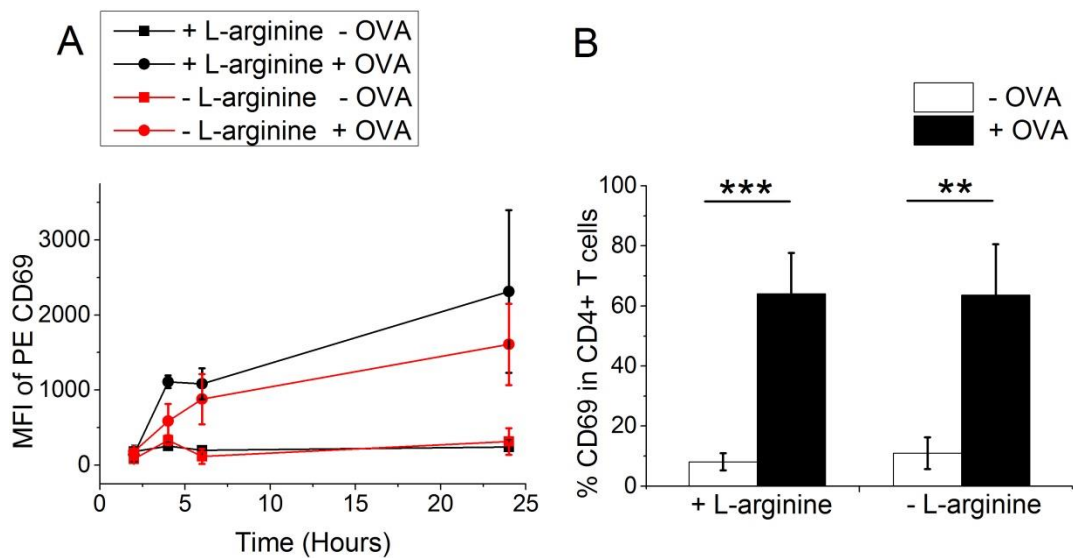 A
+ L-arginine - OVA
+ L-arginine + OVA
- L-arginine - OVA
- L-arginine + OVA
MFI of PE CD69
3000
2000
1000
0
0 5 10 15 20 25
Time (Hours)
B
- OVA
+ OVA
% CD69 in CD4+ T cells
100
80
60
40
20
0
*** **
+ L-arginine - L-arginine